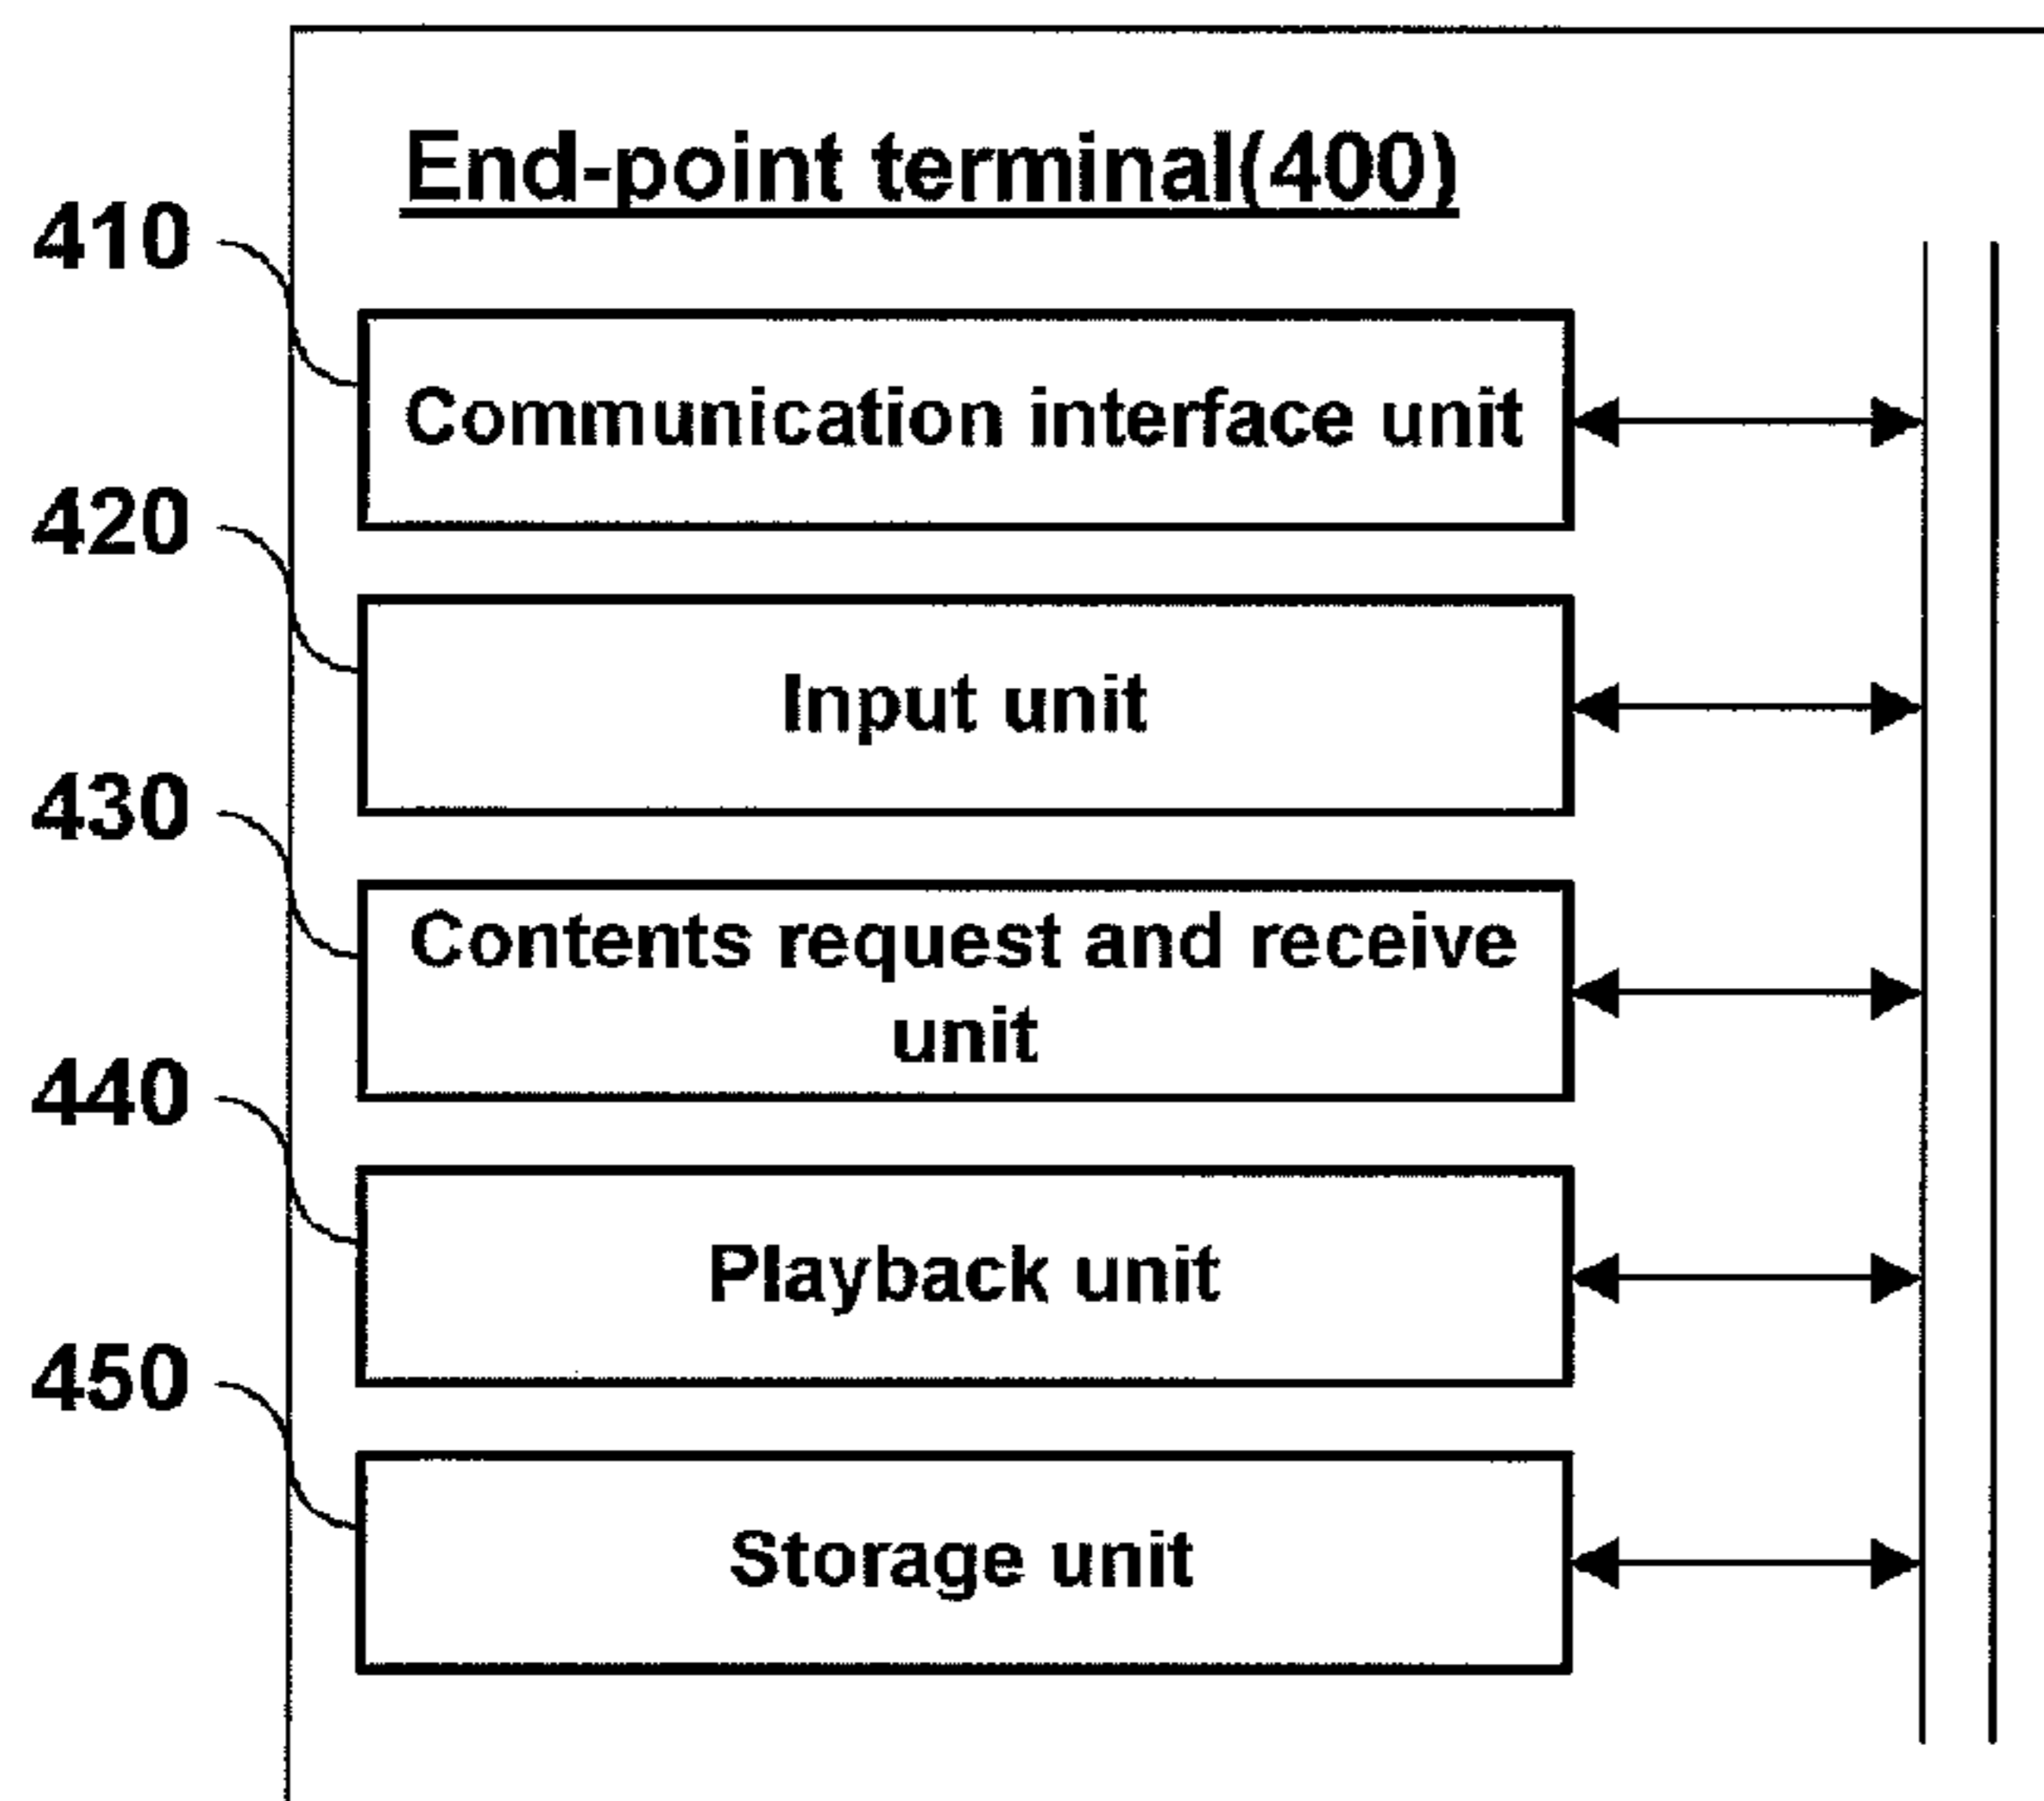 End-point terminal(400)
410
Communication interface unit
420
Input unit
430
Contents request and receive
unit
440
Playback unit
450
Storage unit